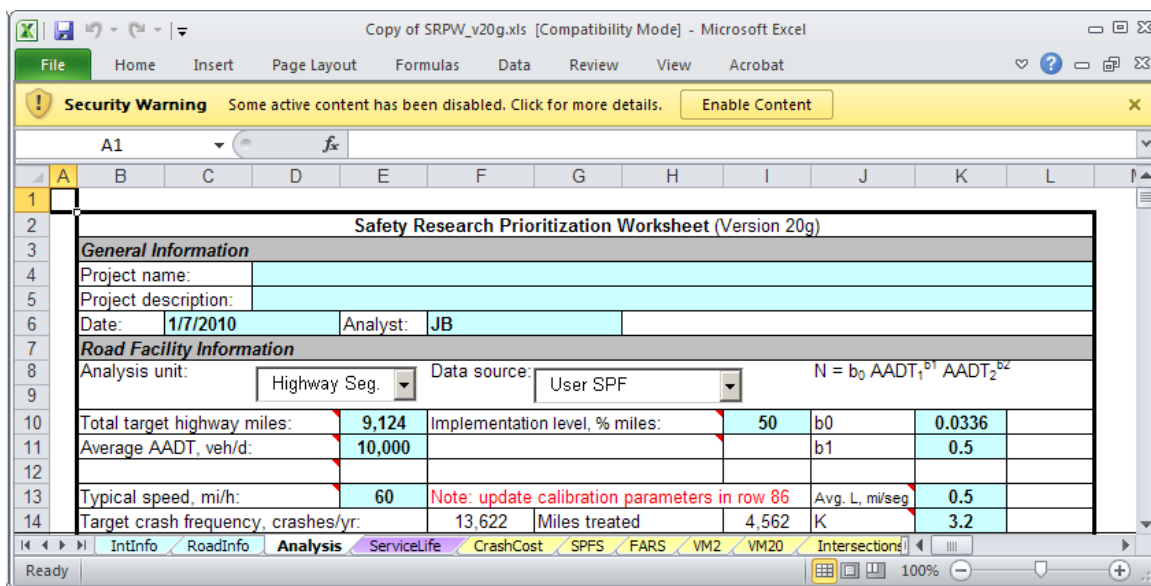 Copy of SRPW_v20g.xls [Compatibility Mode] - Microsoft Excel
File Home Insert Page Layout Formulas Data Review View Acrobat
Security Warning Some active content has been disabled. Click for more details. Enable Content
A1 fx
A B C D E F G H I J K L
1
2 Safety Research Prioritization Worksheet (Version 20g)
3 General Information
4 Project name:
5 Project description:
6 Date: 1/7/2010 Analyst: JB
7 Road Facility Information
8 Analysis unit: Highway Seg. Data source: User SPF N = b0 AADT1^b1 AADT2^b2
9
10 Total target highway miles: 9,124 Implementation level, % miles: 50 b0 0.0336
11 Average AADT, veh/d: 10,000 b1 0.5
12
13 Typical speed, mi/h: 60 Note: update calibration parameters in row 86 Avg. L, mi/seg 0.5
14 Target crash frequency, crashes/yr: 13,622 Miles treated 4,562 K 3.2
IntInfo RoadInfo Analysis ServiceLife CrashCost SPFS FARS VM2 VM20 Intersections
Ready 100%